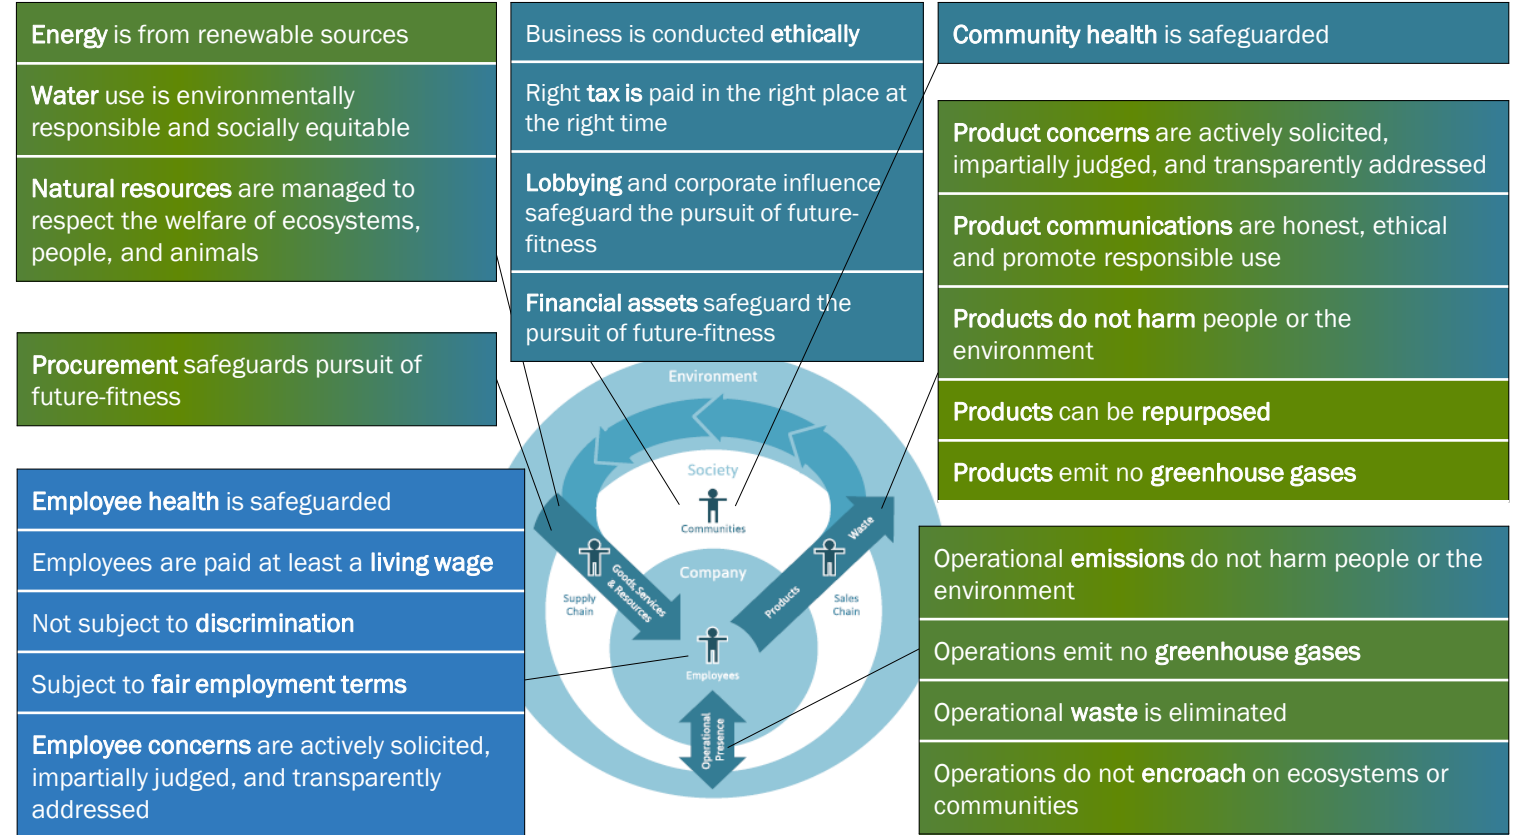 Energy is from renewable sources
Water use is environmentally
responsible and socially equitable
Natural resources are managed to
respect the welfare of ecosystems,
people, and animals
Procurement safeguards pursuit of
future-fitness
Employee health is safeguarded
Employees are paid at least a living wage
Not subject to discrimination
Subject to fair employment terms
Employee concerns are actively solicited,
impartially judged, and transparently
addressed
Business is conducted ethically
Right tax is paid in the right place at
the right time
Lobbying and corporate influence
safeguard the pursuit of future-
fitness
Financial assets safeguard the
pursuit of future-fitness
Environment
Society
Communities
Company
Goods, Services
& Resources
Supply
Chain
Products
Waste
Sales
Chain
Employees
Operational
Presence
Community health is safeguarded
Product concerns are actively solicited,
impartially judged, and transparently addressed
Product communications are honest, ethical
and promote responsible use
Products do not harm people or the
environment
Products can be repurposed
Products emit no greenhouse gases
Operational emissions do not harm people or the
environment
Operations emit no greenhouse gases
Operational waste is eliminated
Operations do not encroach on ecosystems or
communities